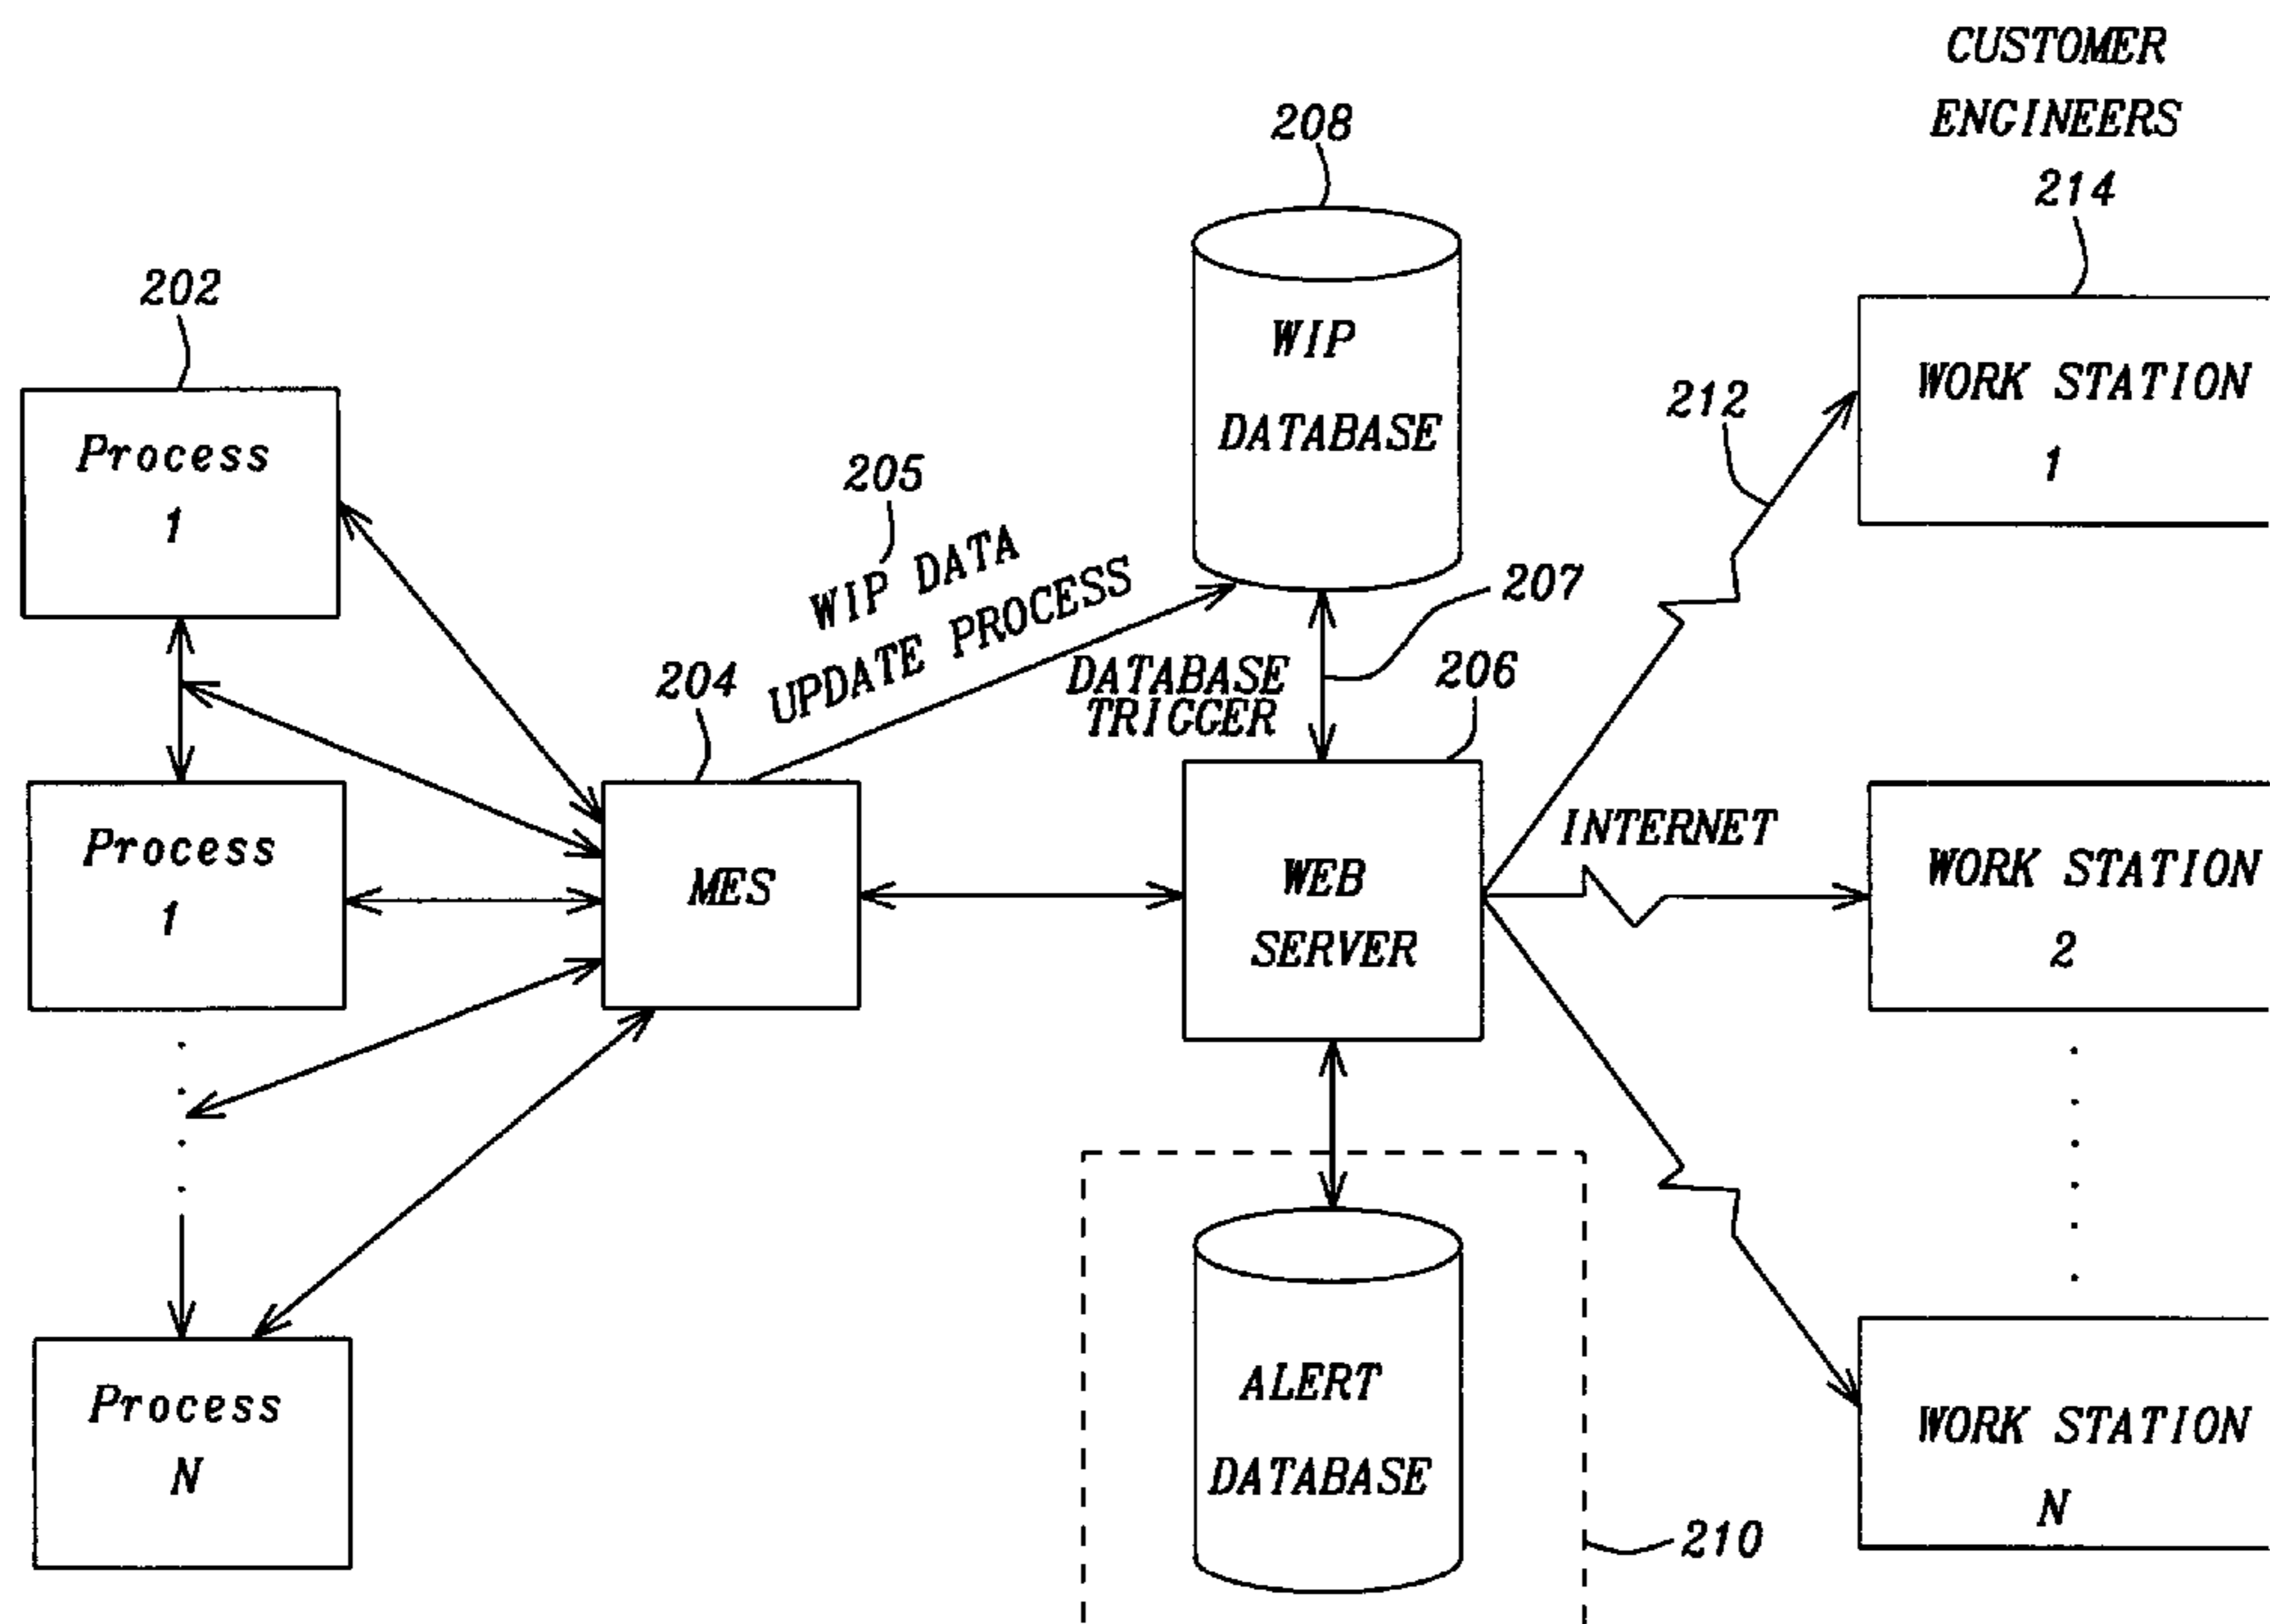 CUSTOMER
ENGINEERS
214
208
202
WIP
DATABASE
WORK STATION
1
212
Process
1
205
WIP DATA
UPDATE PROCESS
207
204
DATABASE
TRIGGER
206
INTERNET
Process
1
MES
WEB
SERVER
WORK STATION
2
ALERT
DATABASE
Process
N
WORK STATION
N
210